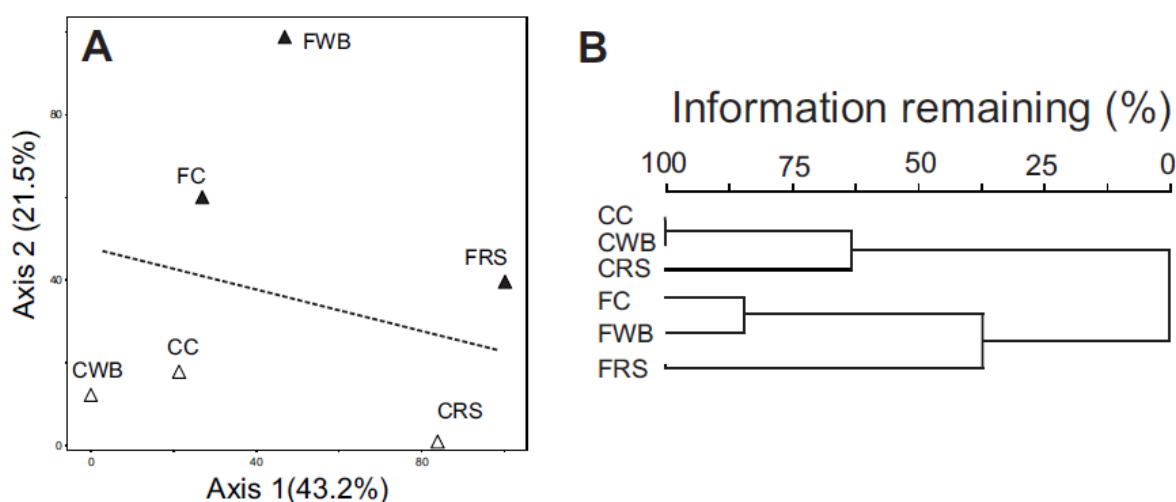 A
FWB
80
FC
FRS
40
CC
CWB
CRS
0
0
40
80
Axis 2 (21.5%)
Axis 1(43.2%)
B
Information remaining (%)
100 75 50 25 0
CC
CWB
CRS
FC
FWB
FRS